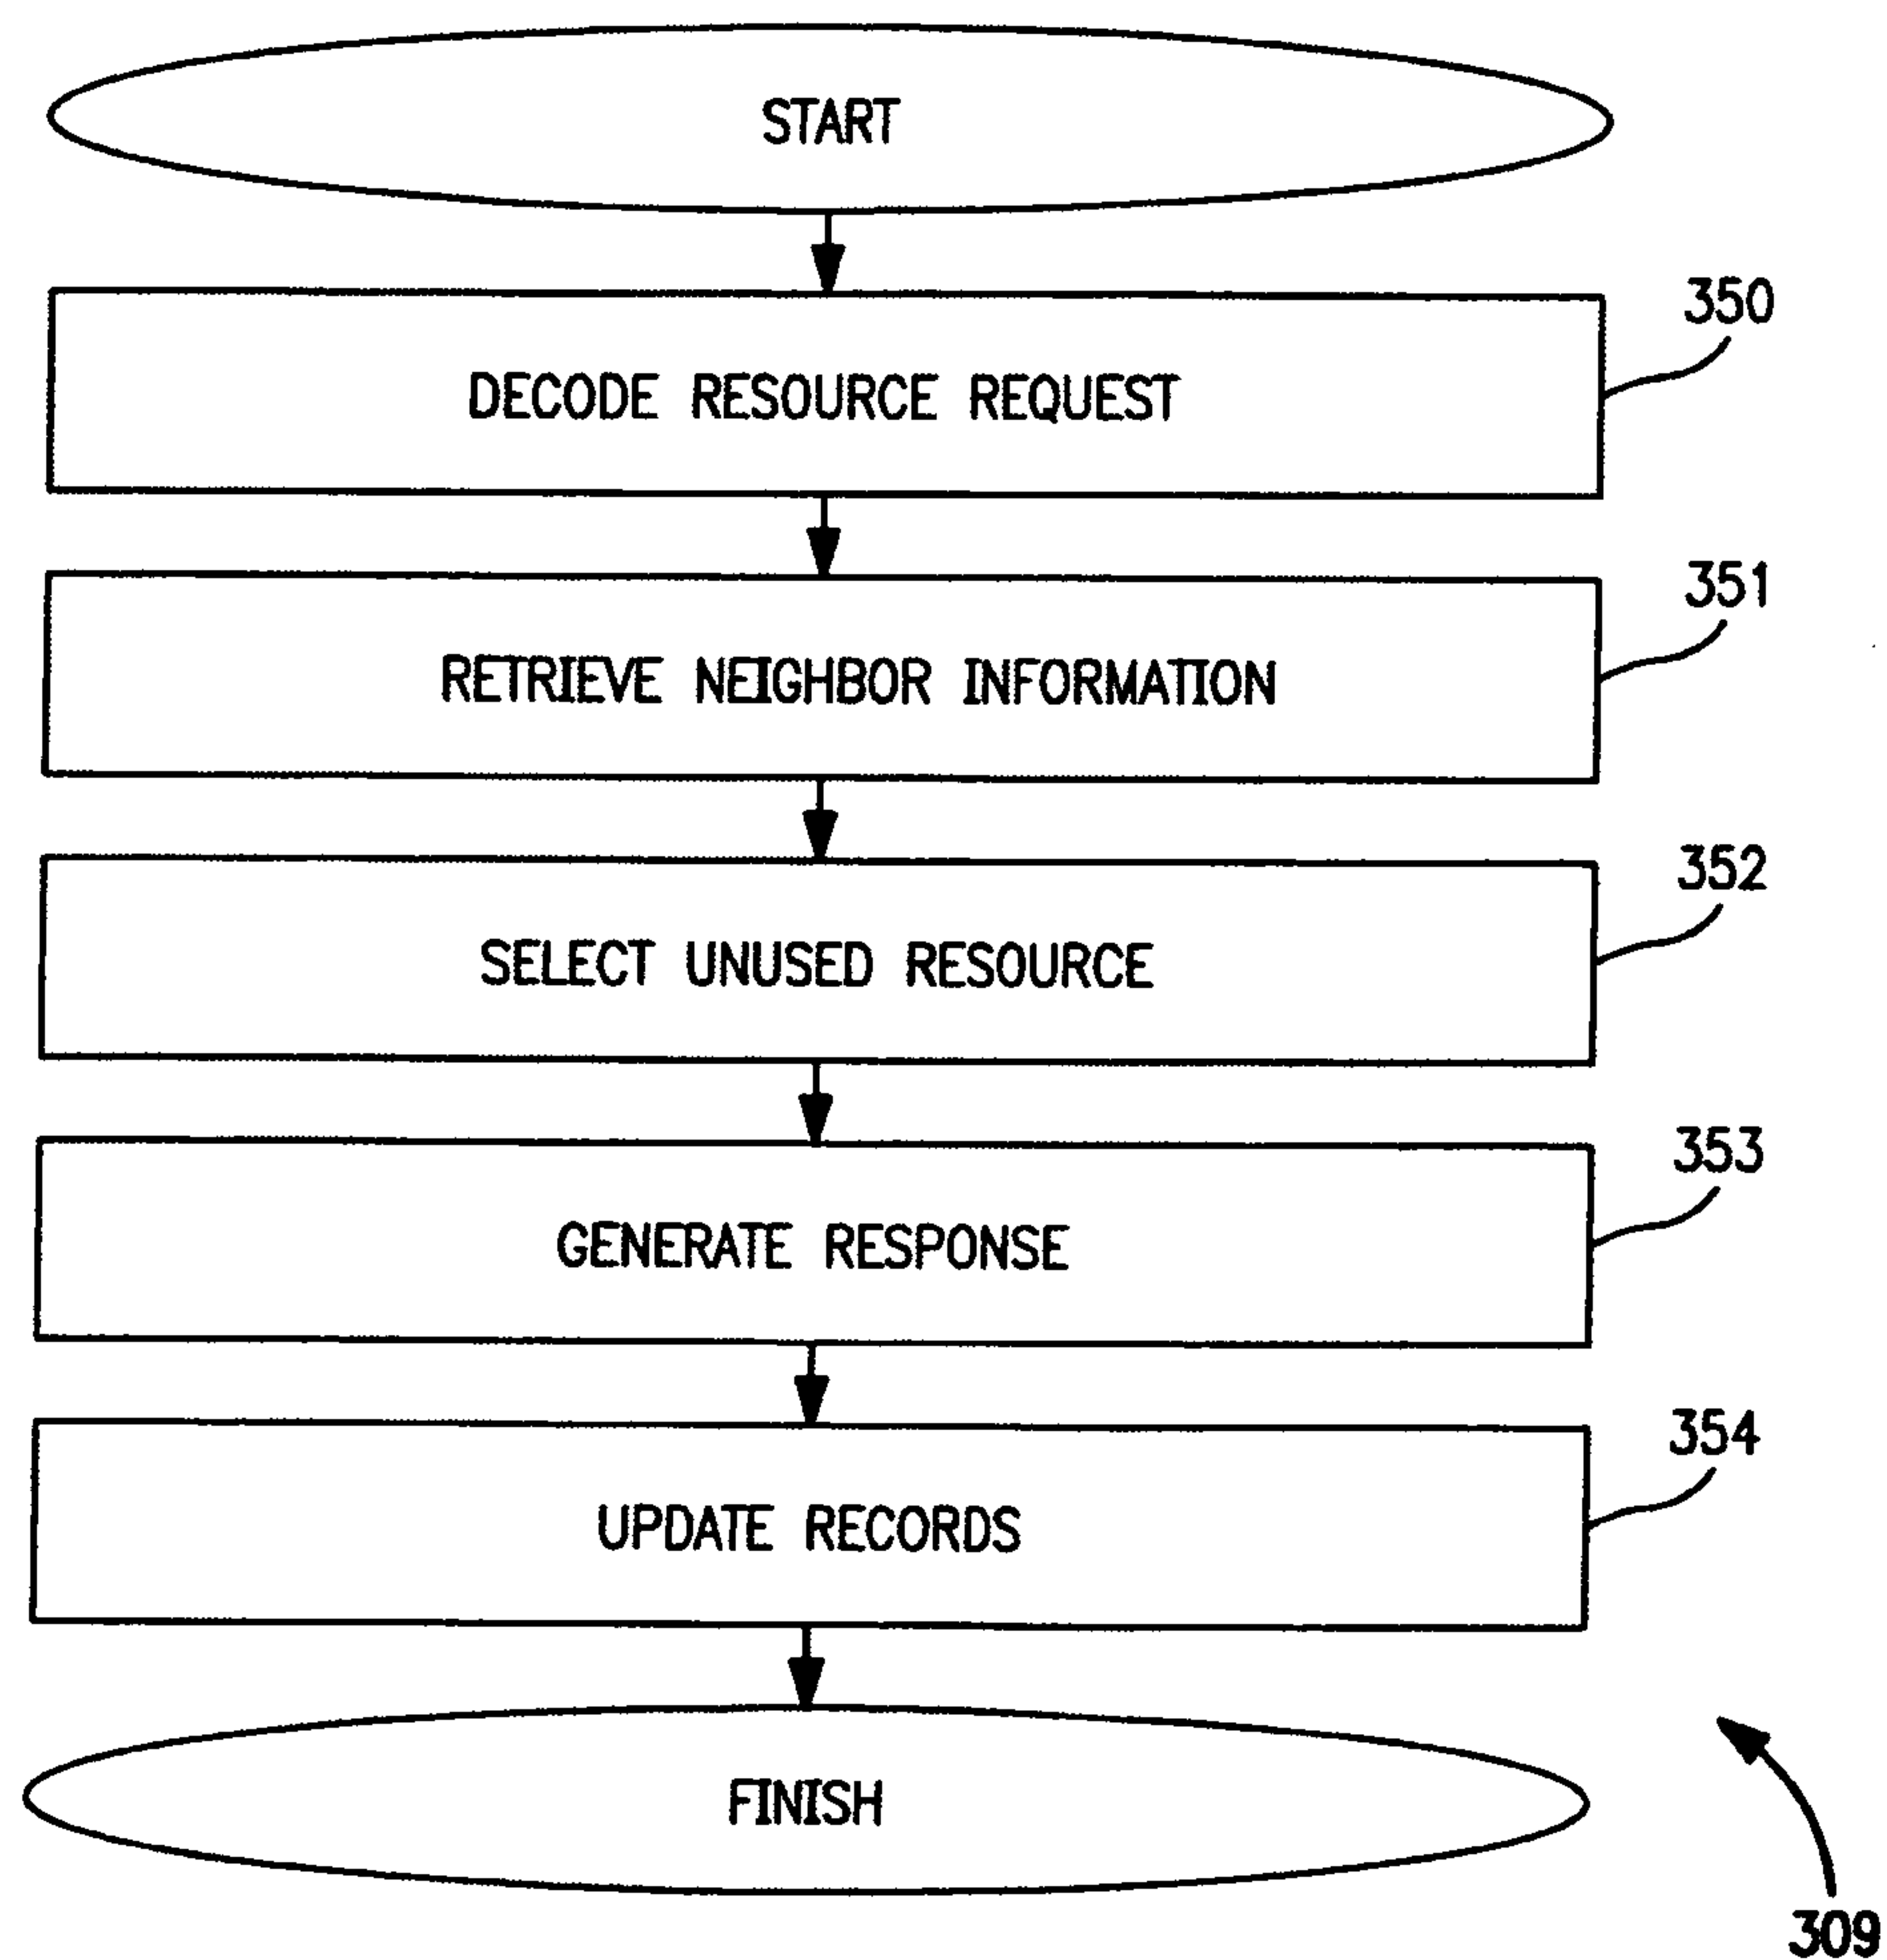 START
350
DECODE RESOURCE REQUEST
351
RETRIEVE NEIGHBOR INFORMATION
352
SELECT UNUSED RESOURCE
353
GENERATE RESPONSE
354
UPDATE RECORDS
FINISH
309